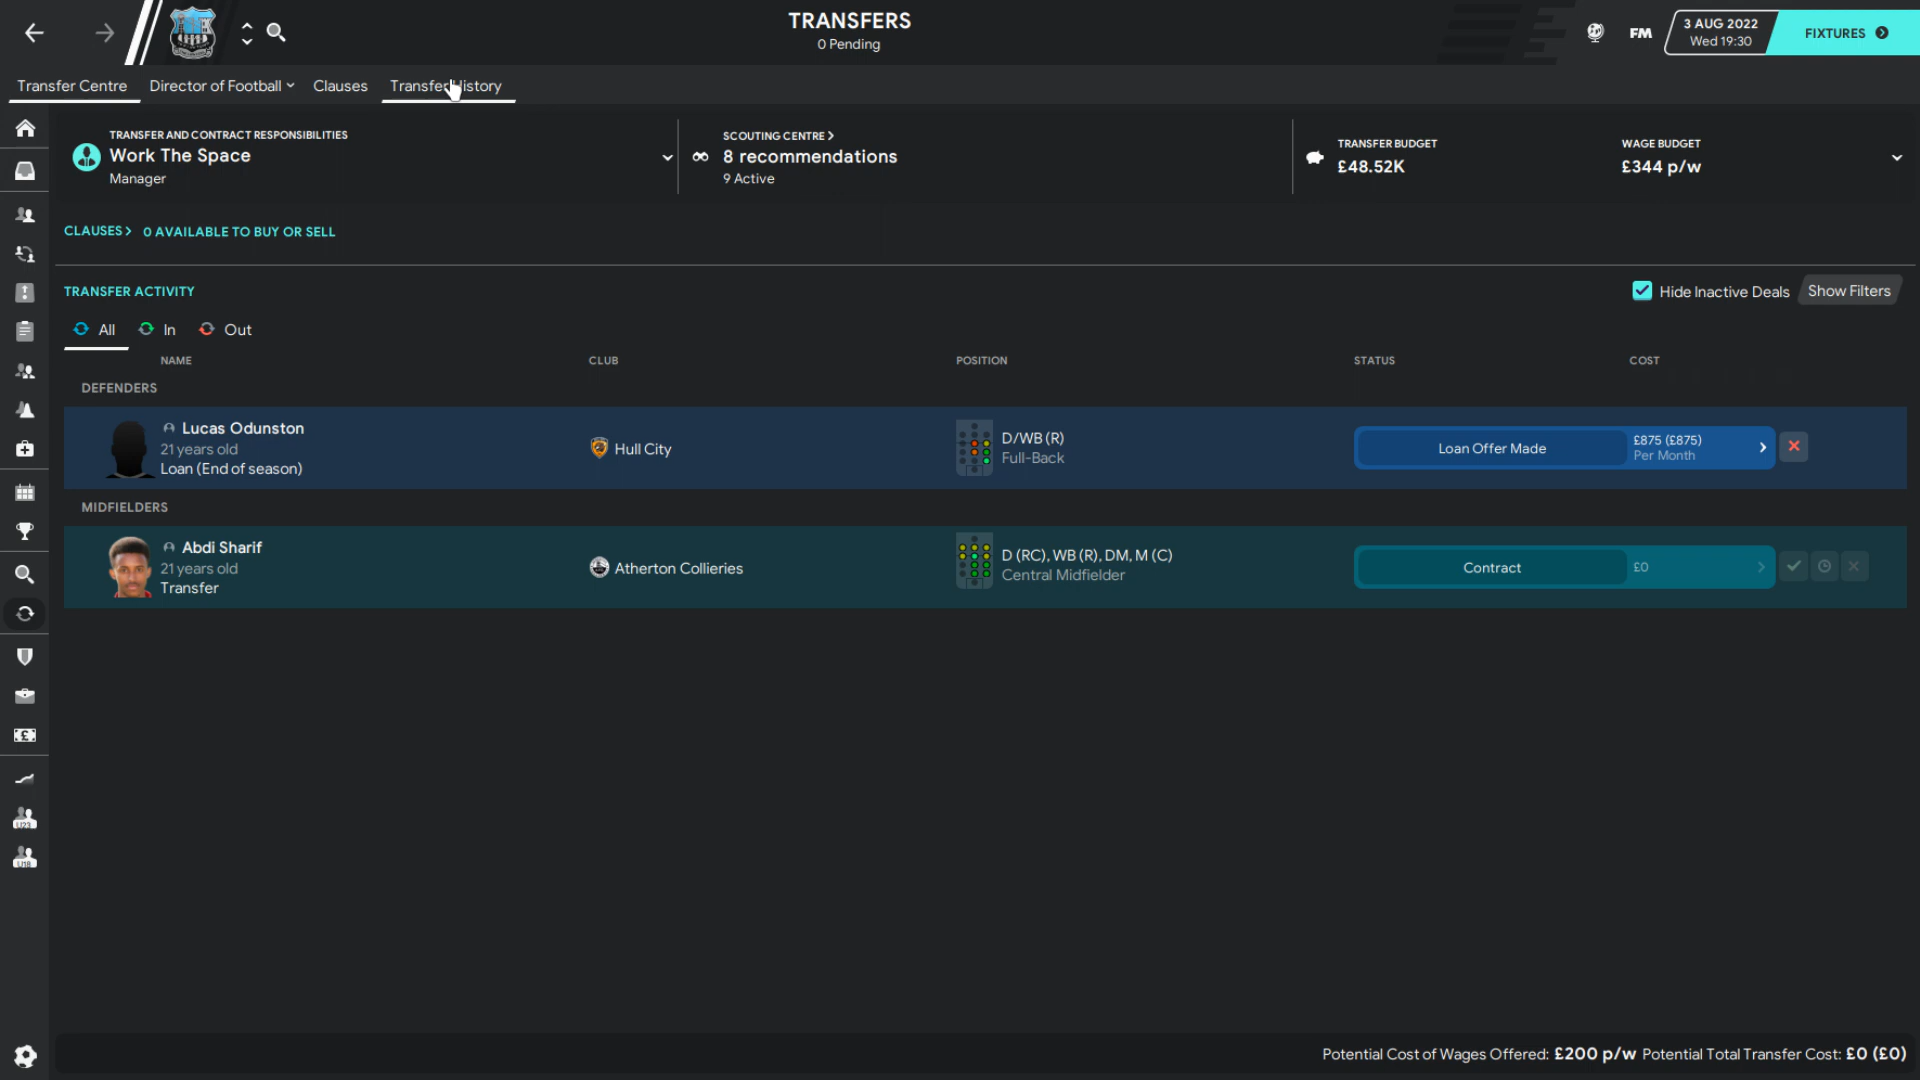 TRANSFERS
0 Pending
FM
3 AUG 2022
Wed 19:30
FIXTURES
Transfer Centre
Director of Football
Clauses
Transfer History
TRANSFER AND CONTRACT RESPONSIBILITIES
Work The Space
Manager
SCOUTING CENTRE >
8 recommendations
9 Active
TRANSFER BUDGET
£48.52K
WAGE BUDGET
£344 p/w
CLAUSES > 0 AVAILABLE TO BUY OR SELL
TRANSFER ACTIVITY
Hide Inactive Deals
Show Filters
All In Out
NAME CLUB POSITION STATUS COST
DEFENDERS
Lucas Odunston
21 years old
Loan (End of season)
Hull City
D/WB (R)
Full-Back
Loan Offer Made
£875 (£875)
Per Month
MIDFIELDERS
Abdi Sharif
21 years old
Transfer
Atherton Collieries
D (RC), WB (R), DM, M (C)
Central Midfielder
Contract
£0
U23
U18
Potential Cost of Wages Offered: £200 p/w Potential Total Transfer Cost: £0 (£0)